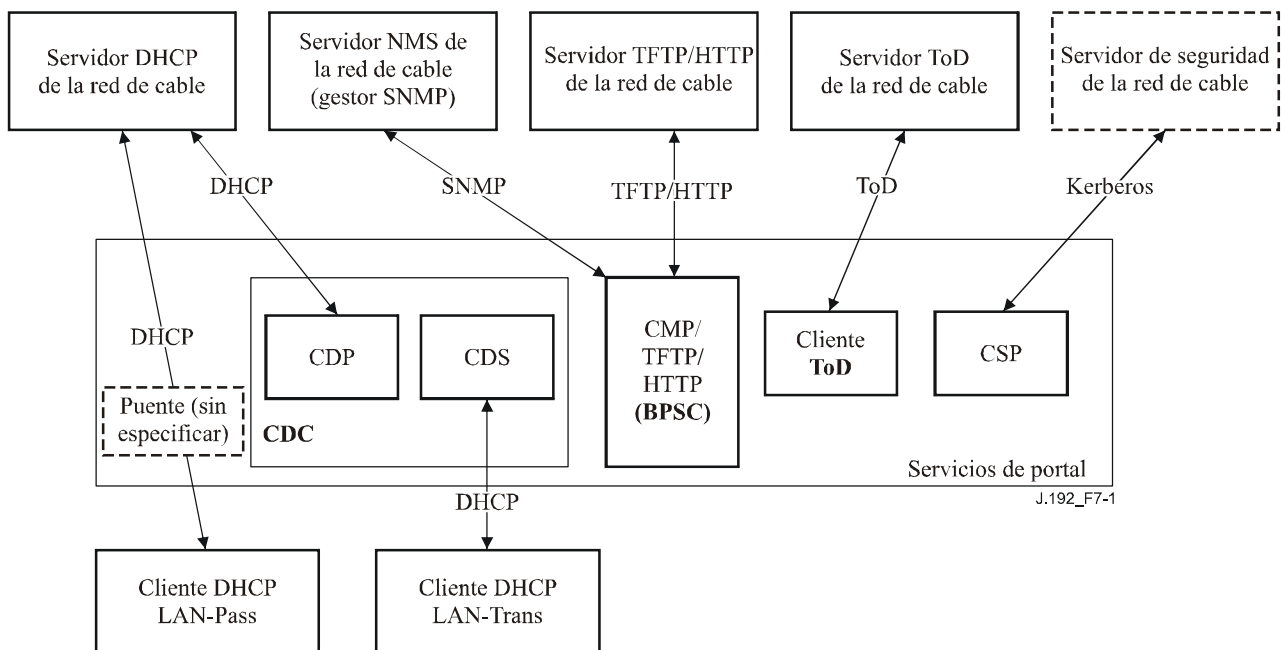 Servidor DHCP
de la red de cable
Servidor NMS de
la red de cable
(gestor SNMP)
Servidor TFTP/HTTP
de la red de cable
Servidor ToD
de la red de cable
Servidor de seguridad
de la red de cable
DHCP
SNMP
TFTP/HTTP
ToD
Kerberos
DHCP
CDP
CDS
CMP/
TFTP/
HTTP
(BPSC)
Cliente
ToD
CSP
Puente (sin
especificar)
CDC
Servicios de portal
J.192_F7-1
DHCP
Cliente DHCP
LAN-Pass
Cliente DHCP
LAN-Trans